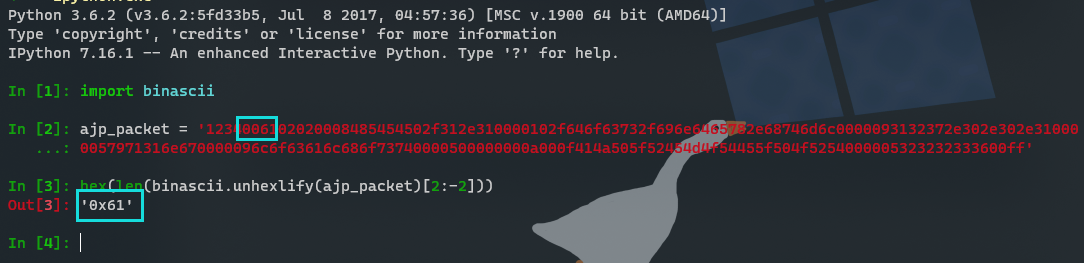 Python 3.6.2 (v3.6.2:5fd33b5, Jul  8 2017, 04:57:36) [MSC v.1900 64 bit (AMD64)]
Type 'copyright', 'credits' or 'license' for more information
IPython 7.16.1 -- An enhanced Interactive Python. Type '?' for help.
In [1]: import binascii
In [2]: ajp_packet = '1234006102020008485454502f312e310000102f646f63732f696e6465782e68746d6c0000093132372e302e302e31000
...: 0057971316e670000096c6f63616c686f73740000500000000a000f414a505f52454d4f54455f504f5254000005323232333600ff'
In [3]: hex(len(binascii.unhexlify(ajp_packet)[2:-2]))
Out[3]: '0x61'
In [4]: